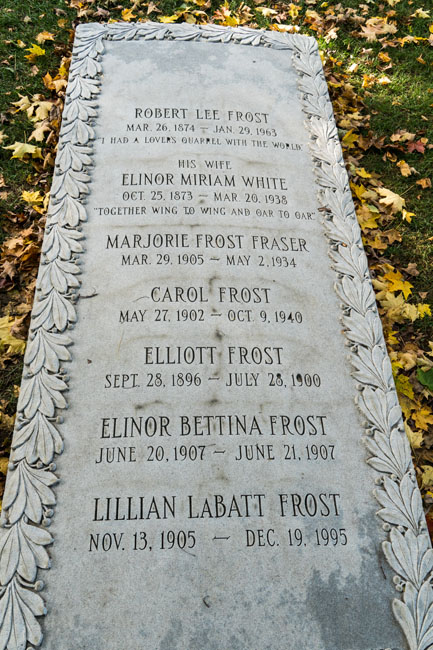 ROBERT LEE FROST
MAR. 26, 1874 – JAN. 29, 1963
"I HAD A LOVER'S QUARREL WITH THE WORLD"
HIS WIFE
ELINOR MIRIAM WHITE
OCT. 25, 1873 – MAR. 20, 1938
"TOGETHER WING TO WING AND OAR TO OAR"
MARJORIE FROST FRASER
MAR. 29, 1905 – MAY 2, 1934
CAROL FROST
MAY 27, 1902 – OCT. 9, 1940
ELLIOTT FROST
SEPT. 28, 1896 – JULY 28, 1900
ELINOR BETTINA FROST
JUNE 20, 1907 – JUNE 21, 1907
LILLIAN LABATT FROST
NOV. 13, 1905 – DEC. 19, 1995